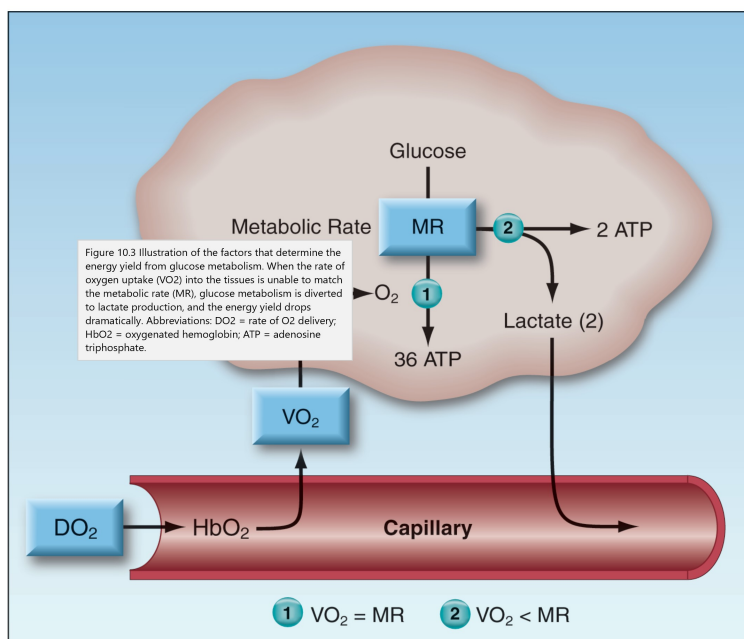 Glucose
Metabolic Rate
MR
2
2 ATP
Figure 10.3 Illustration of the factors that determine the
energy yield from glucose metabolism. When the rate of
oxygen uptake (VO2) into the tissues is unable to match
the metabolic rate (MR), glucose metabolism is diverted
to lactate production, and the energy yield drops
dramatically. Abbreviations: DO2 = rate of O2 delivery;
HbO2 = oxygenated hemoglobin; ATP = adenosine
triphosphate.
O₂
1
Lactate (2)
36 ATP
VO₂
DO₂
HbO₂
Capillary
1 VO₂ = MR
2 VO₂ < MR